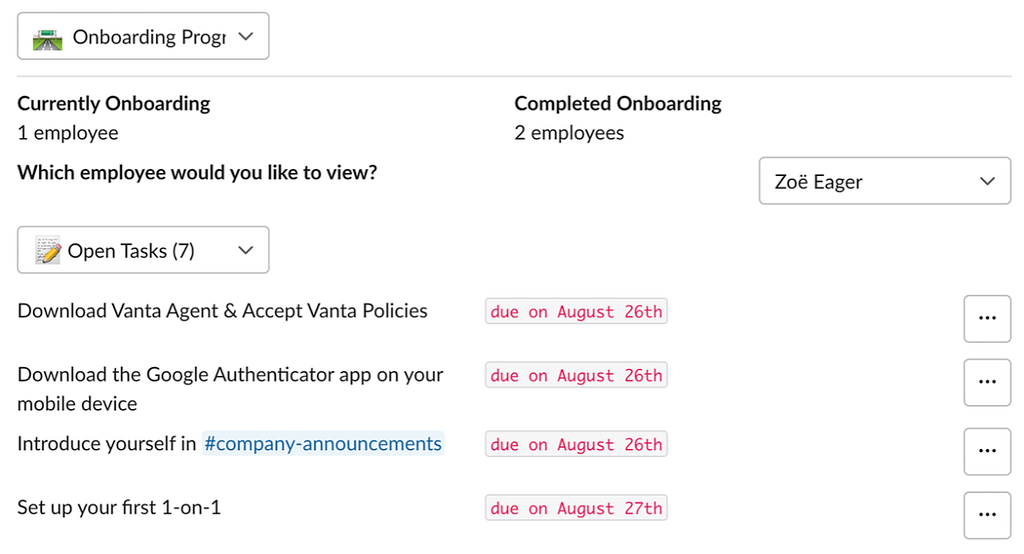 Onboarding Progr
Currently Onboarding
Completed Onboarding
1 employee
2 employees
Which employee would you like to view?
Zoë Eager
Open Tasks (7)
Download Vanta Agent & Accept Vanta Policies
due on August 26th
Download the Google Authenticator app on your
mobile device
due on August 26th
Introduce yourself in #company-announcements
due on August 26th
Set up your first 1-on-1
due on August 27th